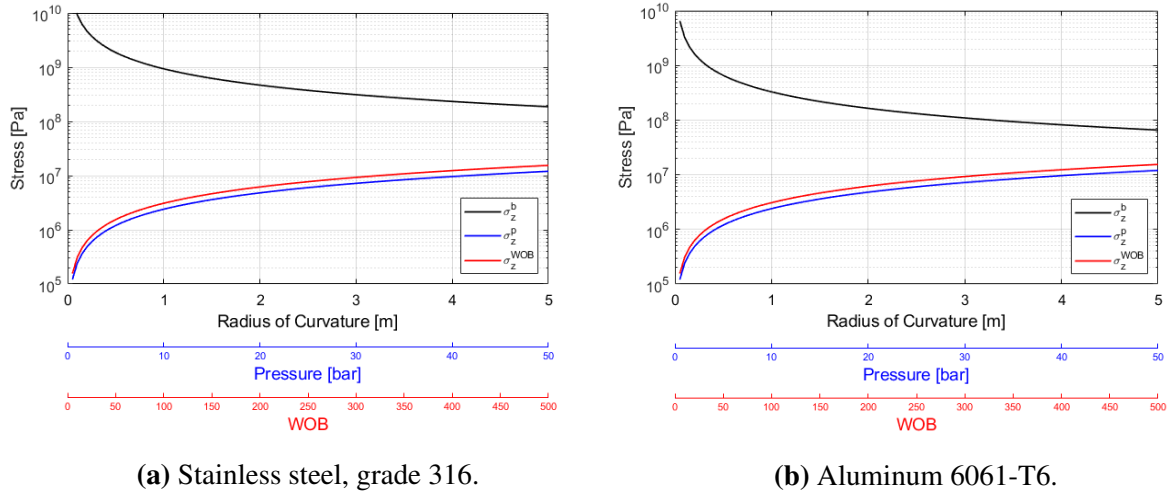 10^10
10^9
10^8
10^7
10^6
10^5
Stress [Pa]
σ_z^b
σ_z^p
σ_z^WOB
0 1 2 3 4 5
Radius of Curvature [m]
0 10 20 30 40 50
Pressure [bar]
0 50 100 150 200 250 300 350 400 450 500
WOB
(a) Stainless steel, grade 316.
10^10
10^9
10^8
10^7
10^6
10^5
Stress [Pa]
σ_z^b
σ_z^p
σ_z^WOB
0 1 2 3 4 5
Radius of Curvature [m]
0 10 20 30 40 50
Pressure [bar]
0 50 100 150 200 250 300 350 400 450 500
WOB
(b) Aluminum 6061-T6.